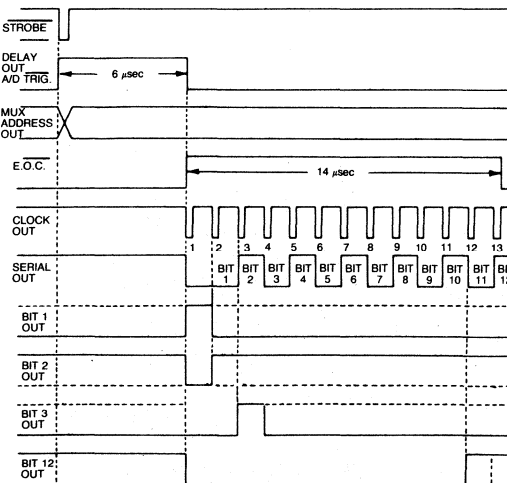 STROBE
DELAY
OUT
A/D TRIG.
6 μsec
MUX
ADDRESS
OUT
E.O.C.
14 μsec
CLOCK
OUT
1 2 3 4 5 6 7 8 9 10 11 12 13
SERIAL
OUT
BIT 1
BIT 2
BIT 3
BIT 4
BIT 5
BIT 6
BIT 7
BIT 8
BIT 9
BIT 10
BIT 11
BIT 1
OUT
BIT 2
OUT
BIT 3
OUT
BIT 12
OUT